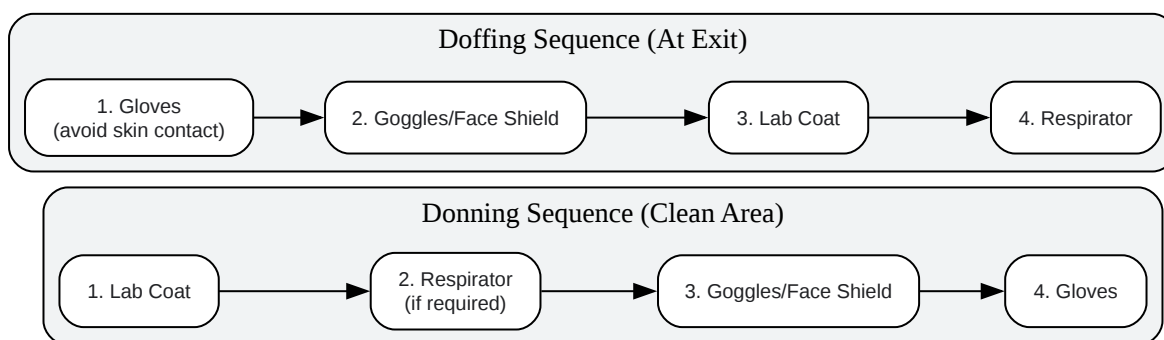 Doffing Sequence (At Exit)
1. Gloves
(avoid skin contact)
2. Goggles/Face Shield
3. Lab Coat
4. Respirator
Donning Sequence (Clean Area)
1. Lab Coat
2. Respirator
(if required)
3. Goggles/Face Shield
4. Gloves